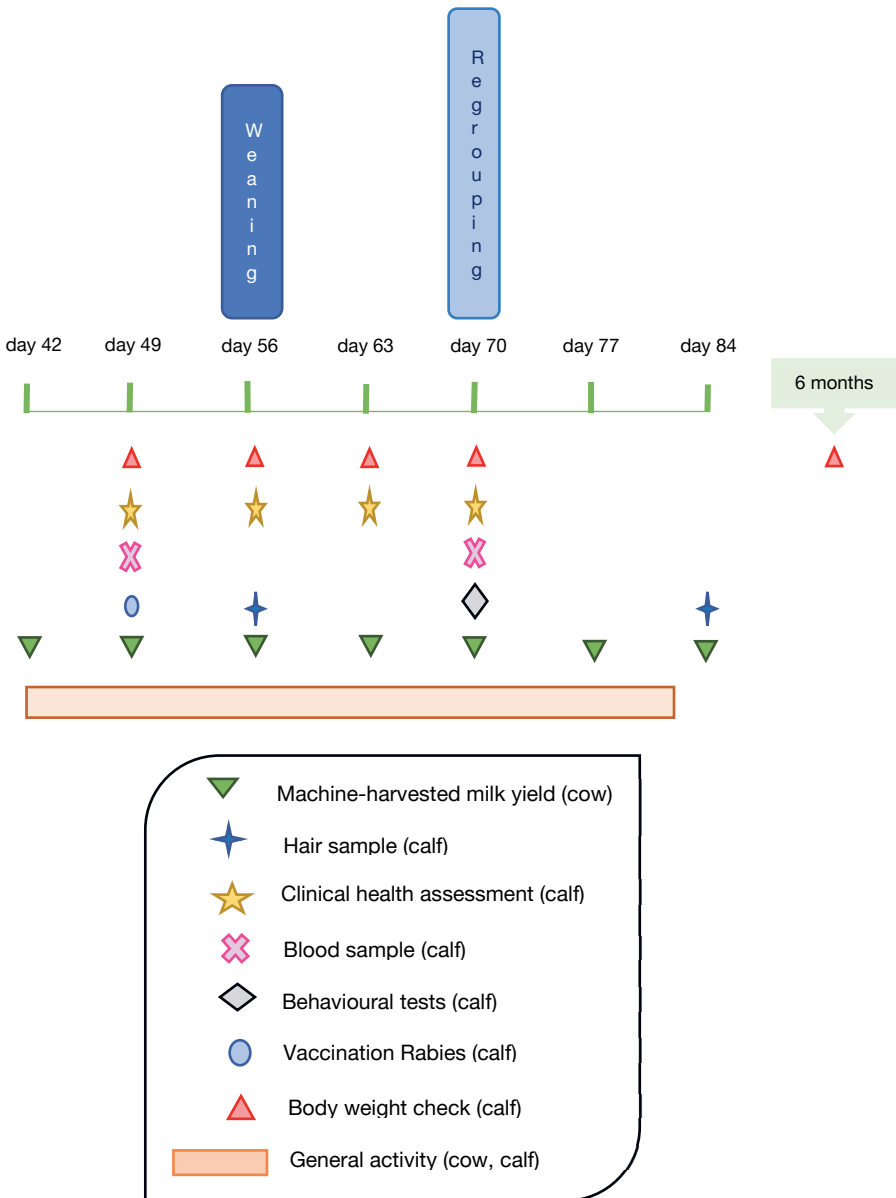 Weaning
Regrouping
day 42 day 49 day 56 day 63 day 70 day 77 day 84
6 months
Machine-harvested milk yield (cow)
Hair sample (calf)
Clinical health assessment (calf)
Blood sample (calf)
Behavioural tests (calf)
Vaccination Rabies (calf)
Body weight check (calf)
General activity (cow, calf)